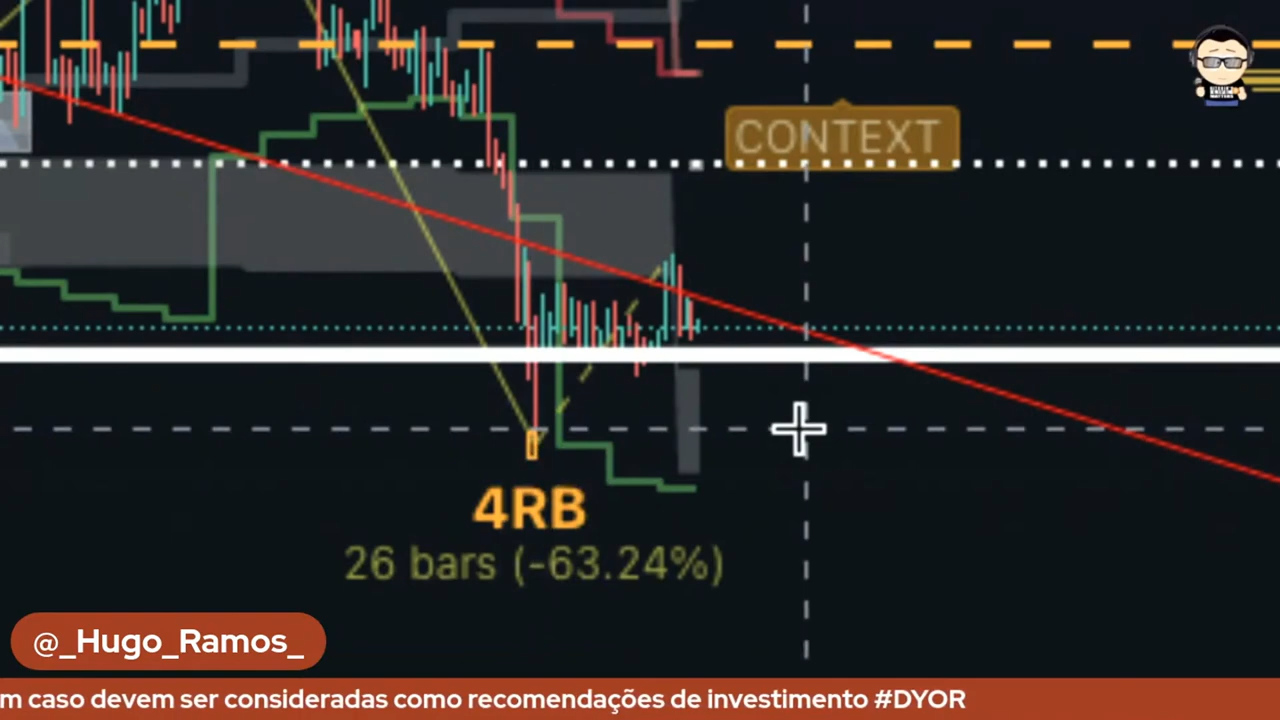 CONTEXT
4RB
26 bars (-63.24%)
@_Hugo_Ramos_
m caso devem ser consideradas como recomendações de investimento #DYOR